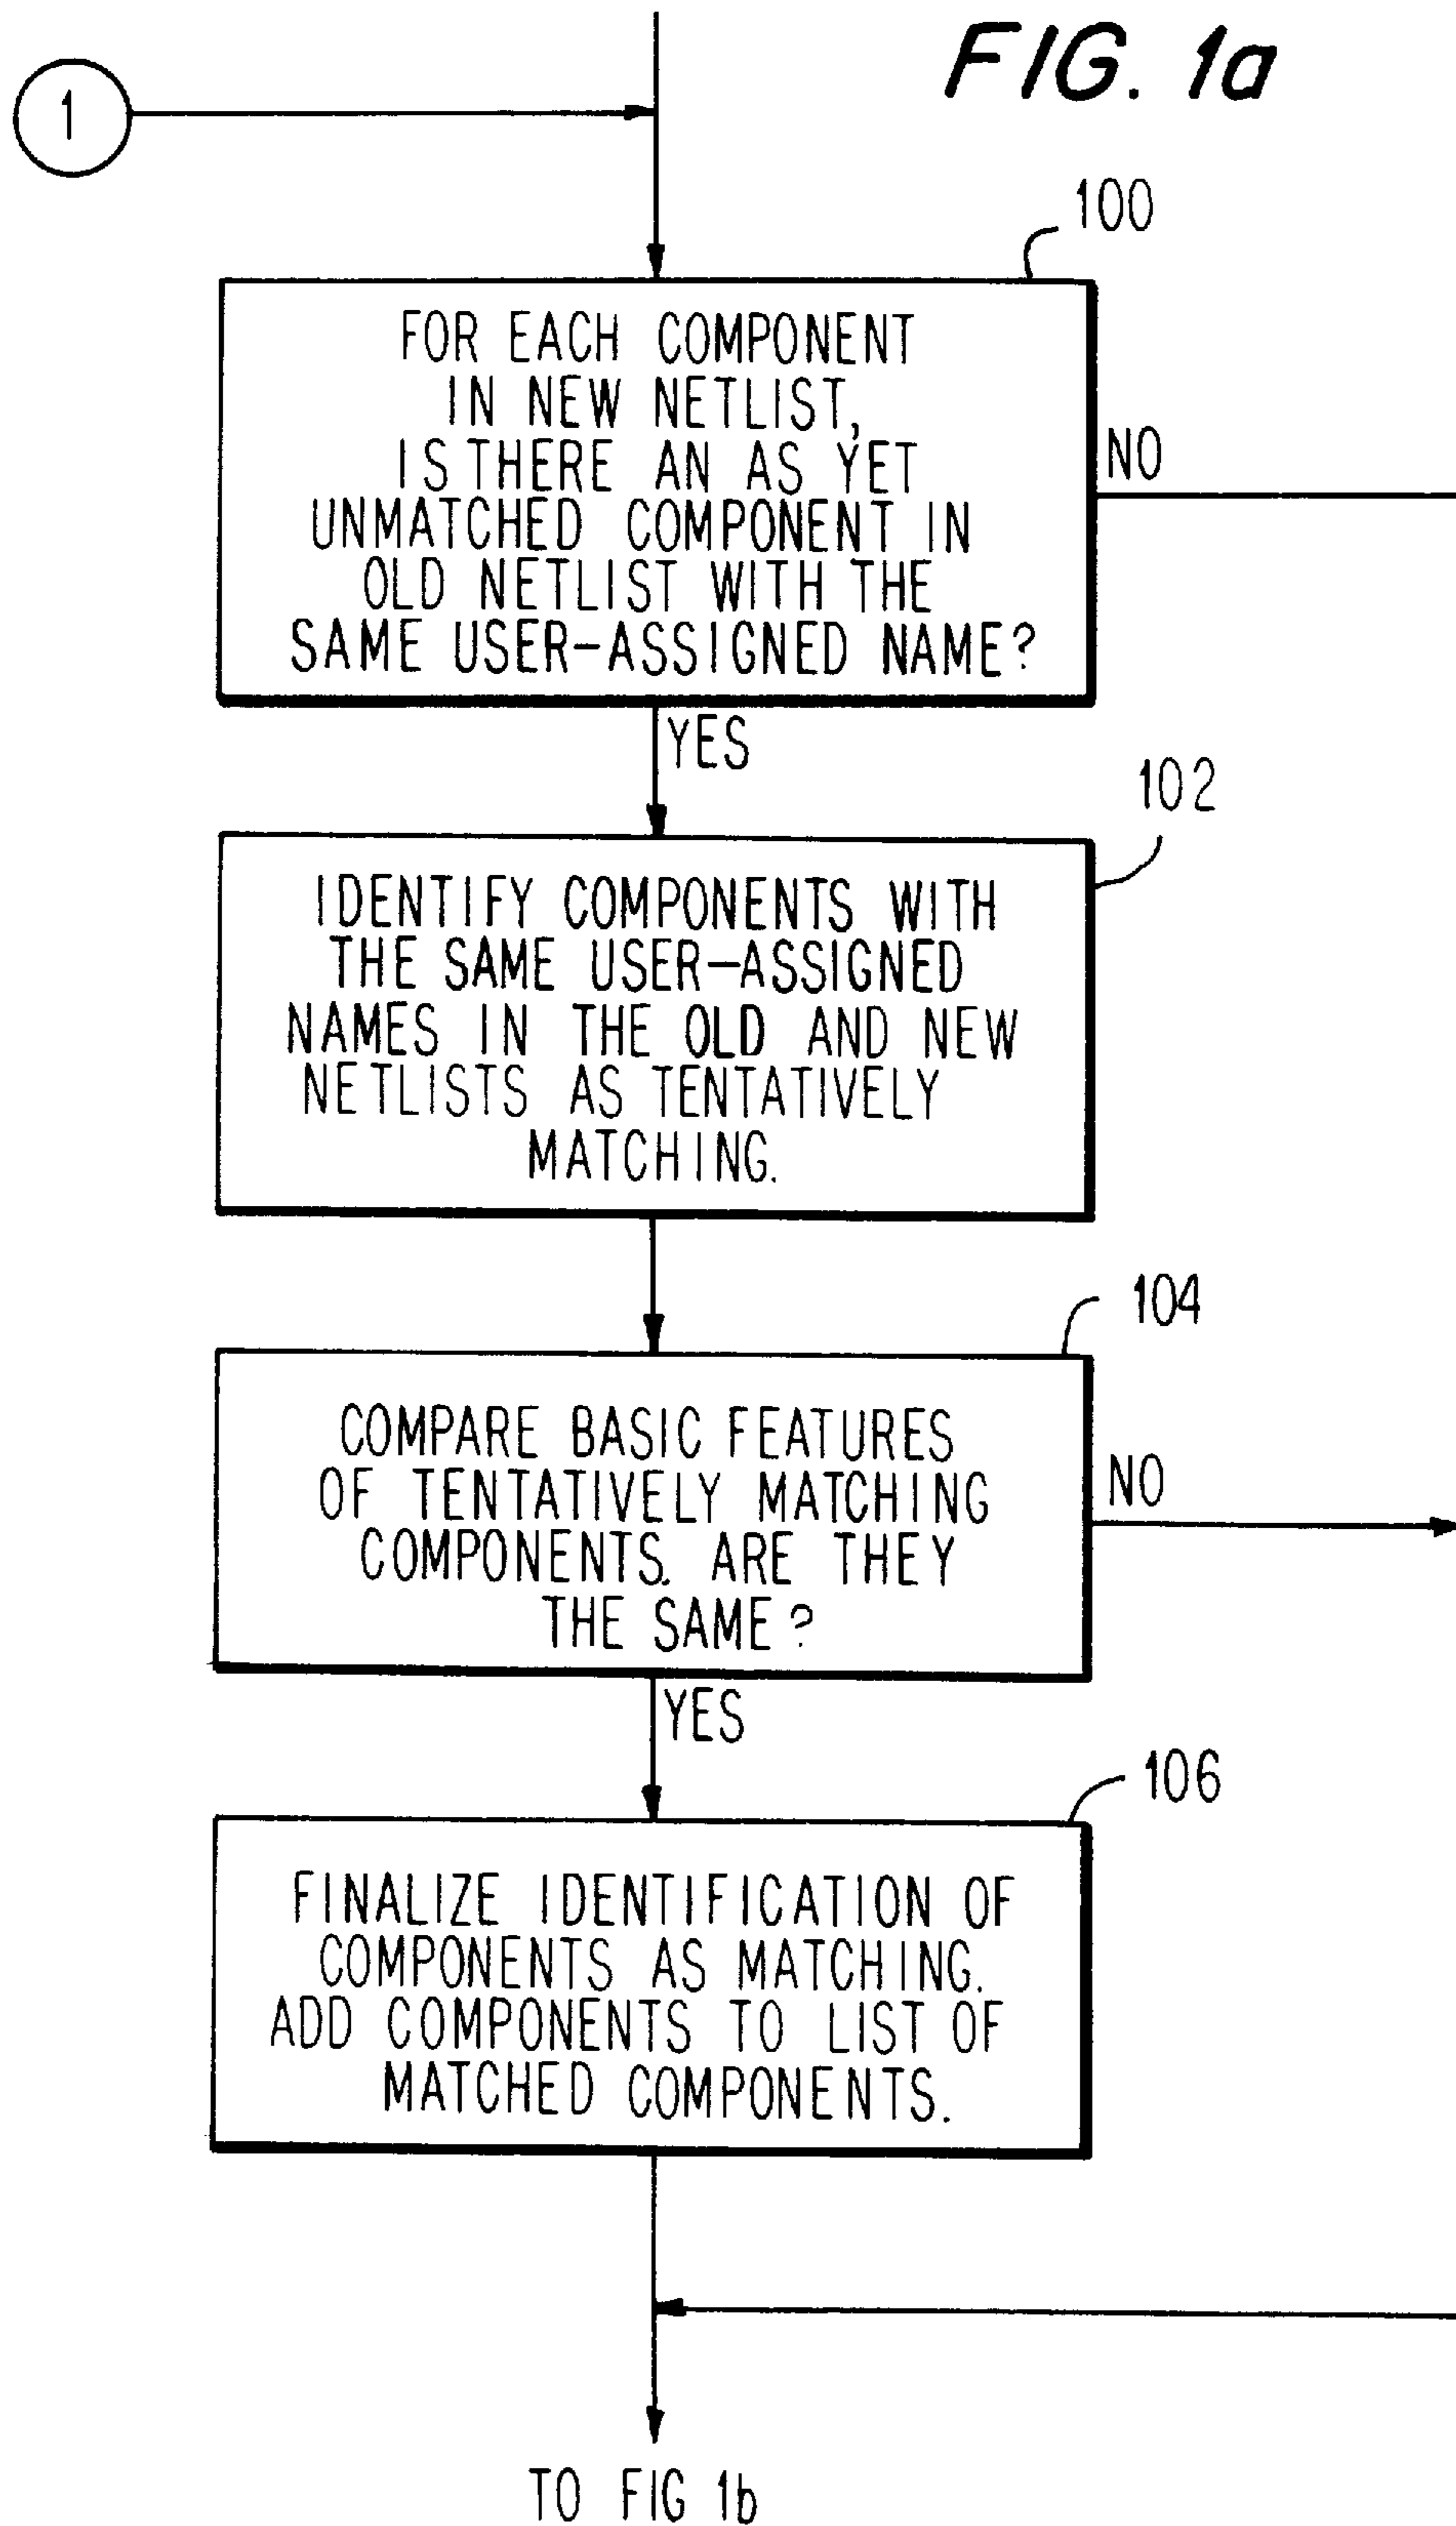 FIG. 1a
1
100
FOR EACH COMPONENT
IN NEW NETLIST,
IS THERE AN AS YET
UNMATCHED COMPONENT IN
OLD NETLIST WITH THE
SAME USER-ASSIGNED NAME?
NO
YES
102
IDENTIFY COMPONENTS WITH
THE SAME USER-ASSIGNED
NAMES IN THE OLD AND NEW
NETLISTS AS TENTATIVELY
MATCHING.
104
COMPARE BASIC FEATURES
OF TENTATIVELY MATCHING
COMPONENTS. ARE THEY
THE SAME?
NO
YES
106
FINALIZE IDENTIFICATION OF
COMPONENTS AS MATCHING.
ADD COMPONENTS TO LIST OF
MATCHED COMPONENTS.
TO FIG 1b